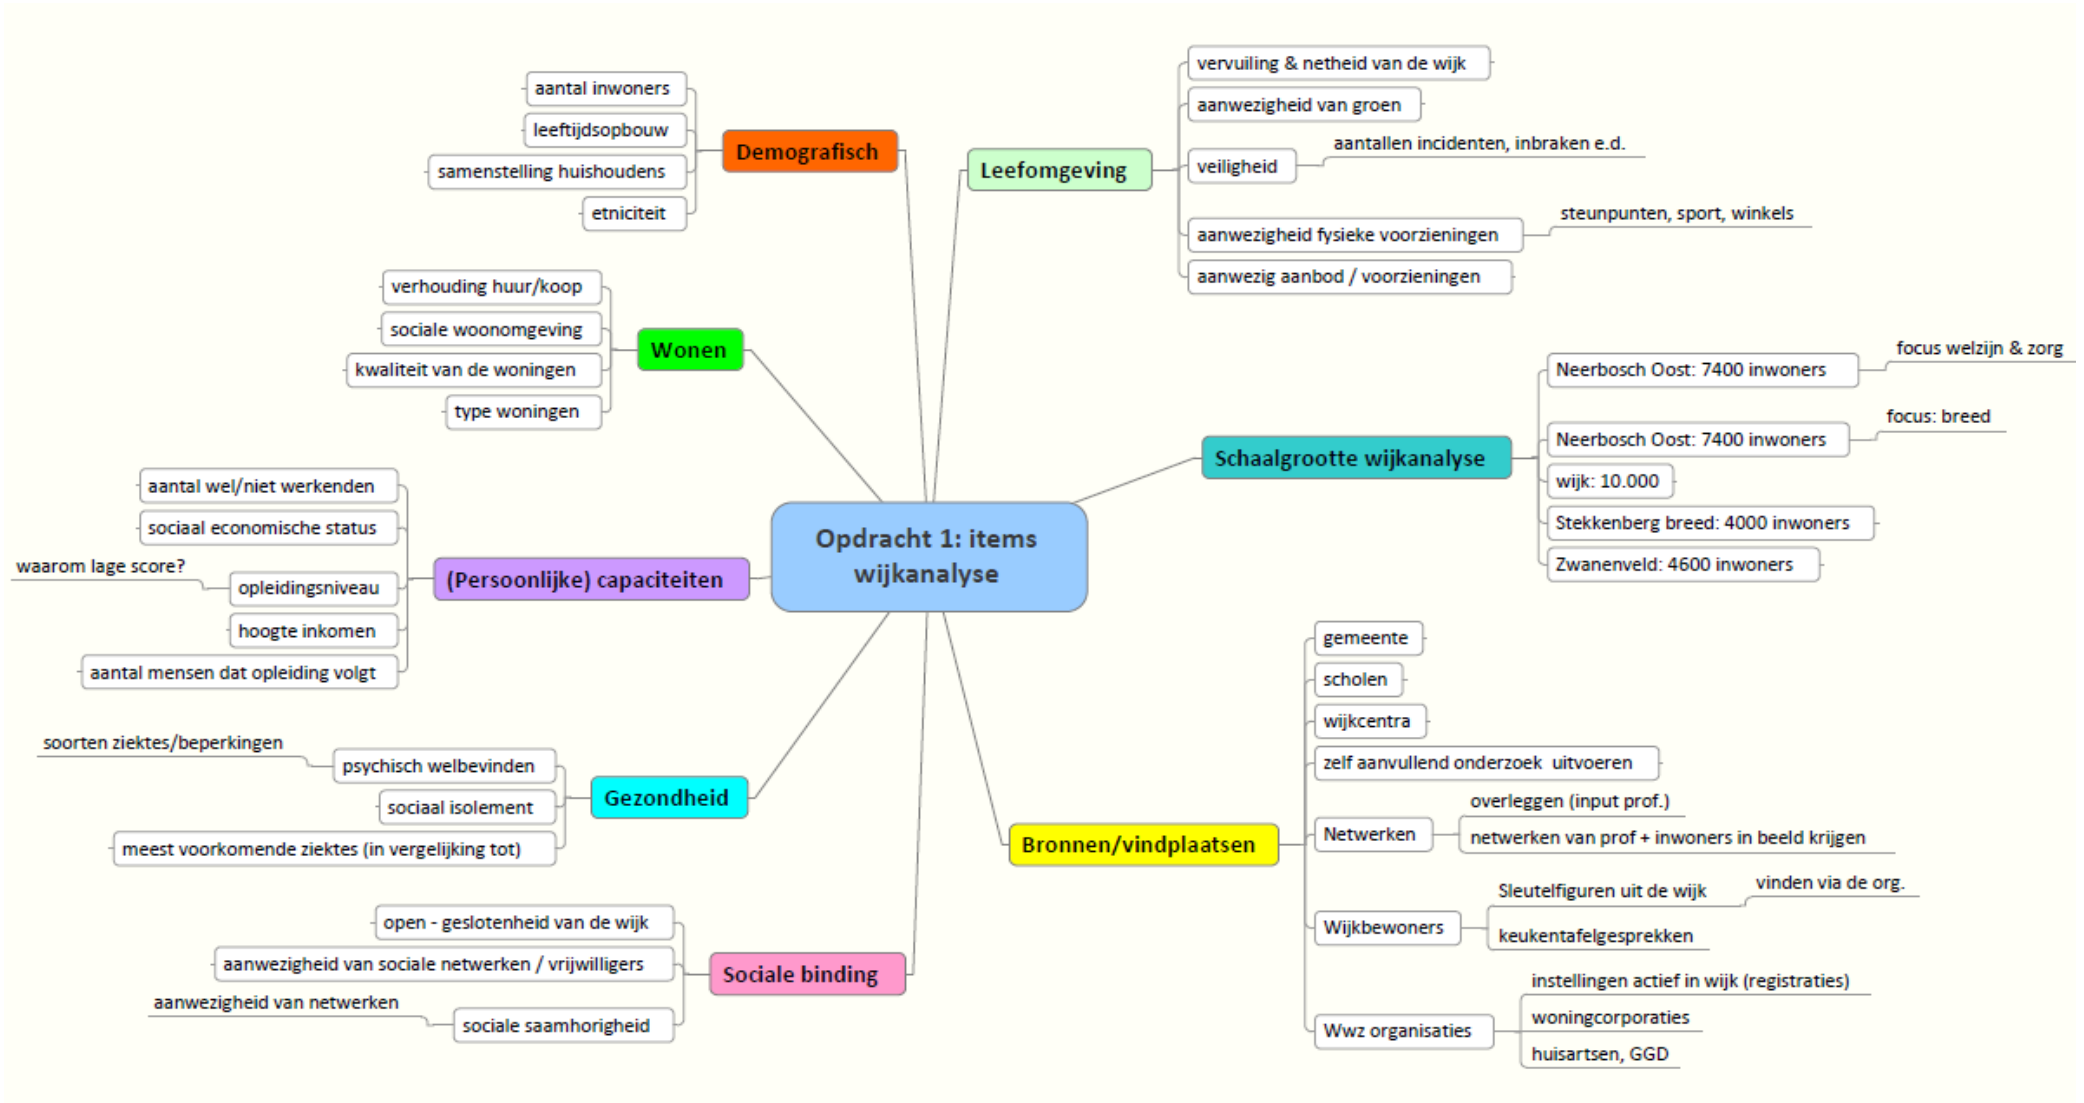 Opdracht 1: items
wijkanalyse
Demografisch
aantal inwoners
leeftijdsopbouw
samenstelling huishoudens
etniciteit
Wonen
verhouding huur/koop
sociale woonomgeving
kwaliteit van de woningen
type woningen
(Persoonlijke) capaciteiten
aantal wel/niet werkenden
sociaal economische status
opleidingsniveau
waarom lage score?
hoogte inkomen
aantal mensen dat opleiding volgt
Gezondheid
psychisch welbevinden
soorten ziektes/beperkingen
sociaal isolement
meest voorkomende ziektes (in vergelijking tot)
Sociale binding
open - geslotenheid van de wijk
aanwezigheid van sociale netwerken / vrijwilligers
sociale saamhorigheid
aanwezigheid van netwerken
Leefomgeving
vervuiling & netheid van de wijk
aanwezigheid van groen
veiligheid
aantallen incidenten, inbraken e.d.
aanwezigheid fysieke voorzieningen
steunpunten, sport, winkels
aanwezig aanbod / voorzieningen
Schaalgrootte wijkanalyse
Neerbosch Oost: 7400 inwoners
focus welzijn & zorg
Neerbosch Oost: 7400 inwoners
focus: breed
wijk: 10.000
Stekkenberg breed: 4000 inwoners
Zwanenveld: 4600 inwoners
Bronnen/vindplaatsen
gemeente
scholen
wijkcentra
zelf aanvullend onderzoek uitvoeren
Netwerken
overleggen (input prof.)
netwerken van prof + inwoners in beeld krijgen
Wijkbewoners
Sleutelfiguren uit de wijk
vinden via de org.
keukentafelgesprekken
Wwz organisaties
instellingen actief in wijk (registraties)
woningcorporaties
huisartsen, GGD